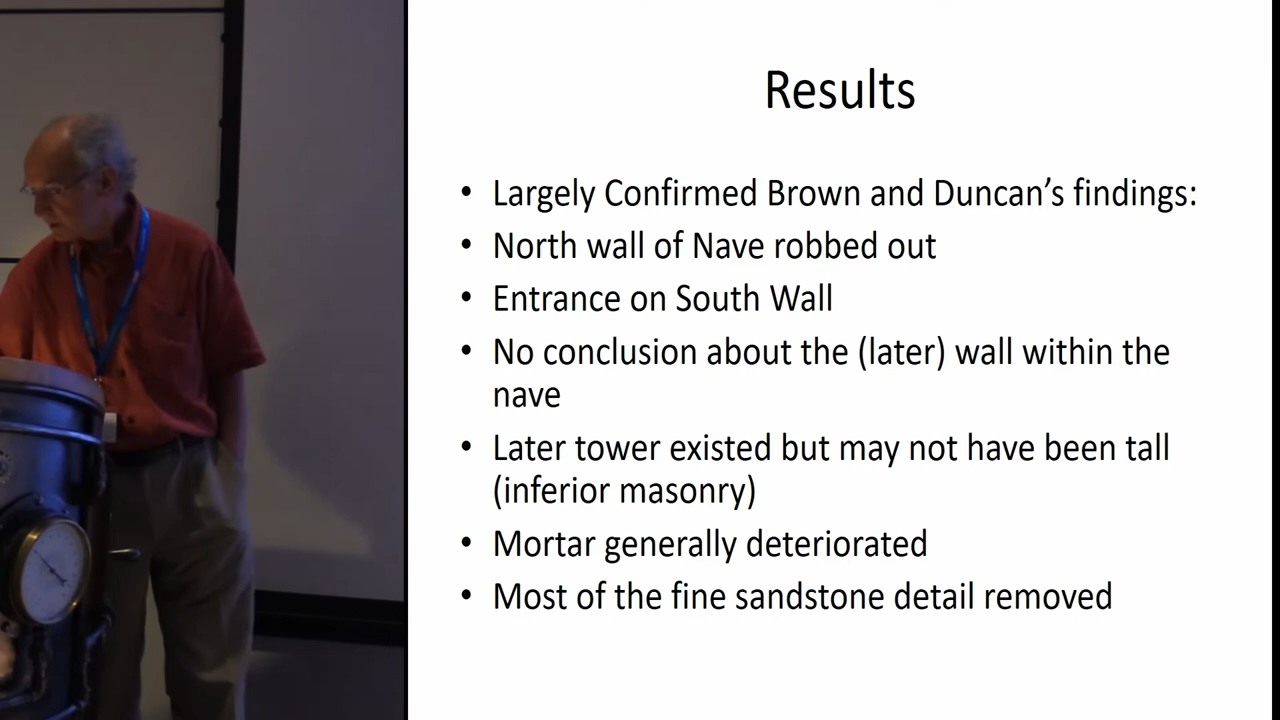 Results
• Largely Confirmed Brown and Duncan’s findings:
• North wall of Nave robbed out
• Entrance on South Wall
• No conclusion about the (later) wall within the
nave
• Later tower existed but may not have been tall
(inferior masonry)
• Mortar generally deteriorated
• Most of the fine sandstone detail removed